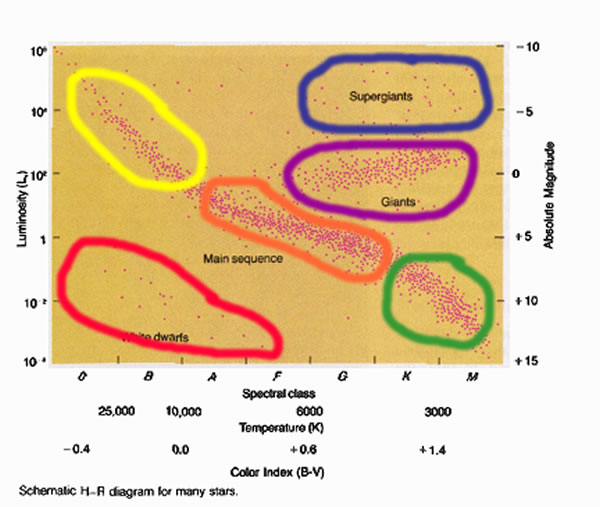 10⁶
10⁴
10²
1
10⁻²
10⁻⁴
Luminosity (L☉)
−10
−5
0
+5
+10
+15
Absolute Magnitude
Supergiants
Giants
Main sequence
White dwarfs
O B A F G K M
Spectral class
25,000 10,000 6000 3000
Temperature (K)
−0.4 0.0 +0.6 +1.4
Color Index (B-V)
Schematic H–R diagram for many stars.